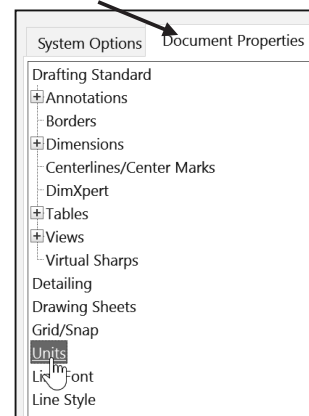 System Options Document Properties
Drafting Standard
Annotations
Borders
Dimensions
Centerlines/Center Marks
DimXpert
Tables
Views
Virtual Sharps
Detailing
Drawing Sheets
Grid/Snap
Units
Font
Line Style